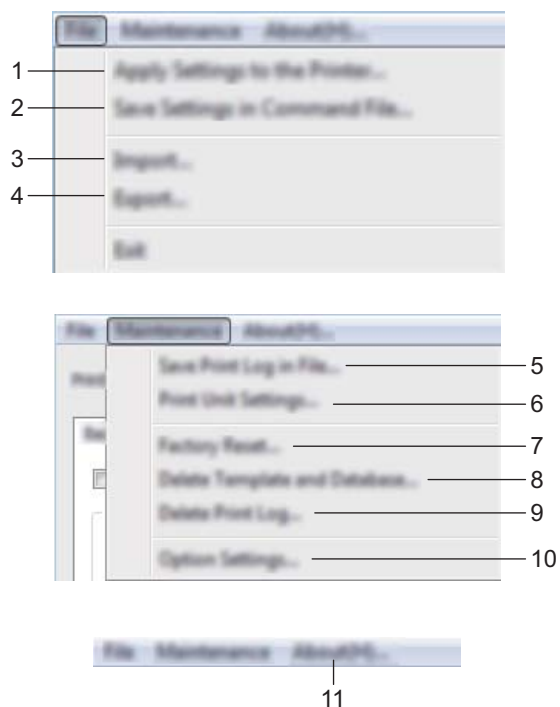 File Maintenance About(H)...
1 Apply Settings to the Printer...
2 Save Settings in Command File...
3 Import...
4 Export...
Exit
File Maintenance About(H)...
Save Print Log in File... 5
Print Unit Settings... 6
Factory Reset... 7
Delete Template and Database... 8
Delete Print Log... 9
Option Settings... 10
File Maintenance About(H)...
11